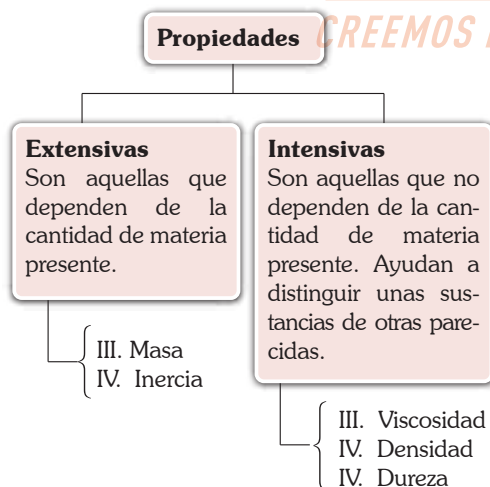 Propiedades
CREEMOS
Extensivas
Son aquellas que
dependen de la
cantidad de materia
presente.
III. Masa
IV. Inercia
Intensivas
Son aquellas que no
dependen de la can-
tidad de materia
presente. Ayudan a
distinguir unas sus-
tancias de otras pare-
cidas.
III. Viscosidad
IV. Densidad
IV. Dureza